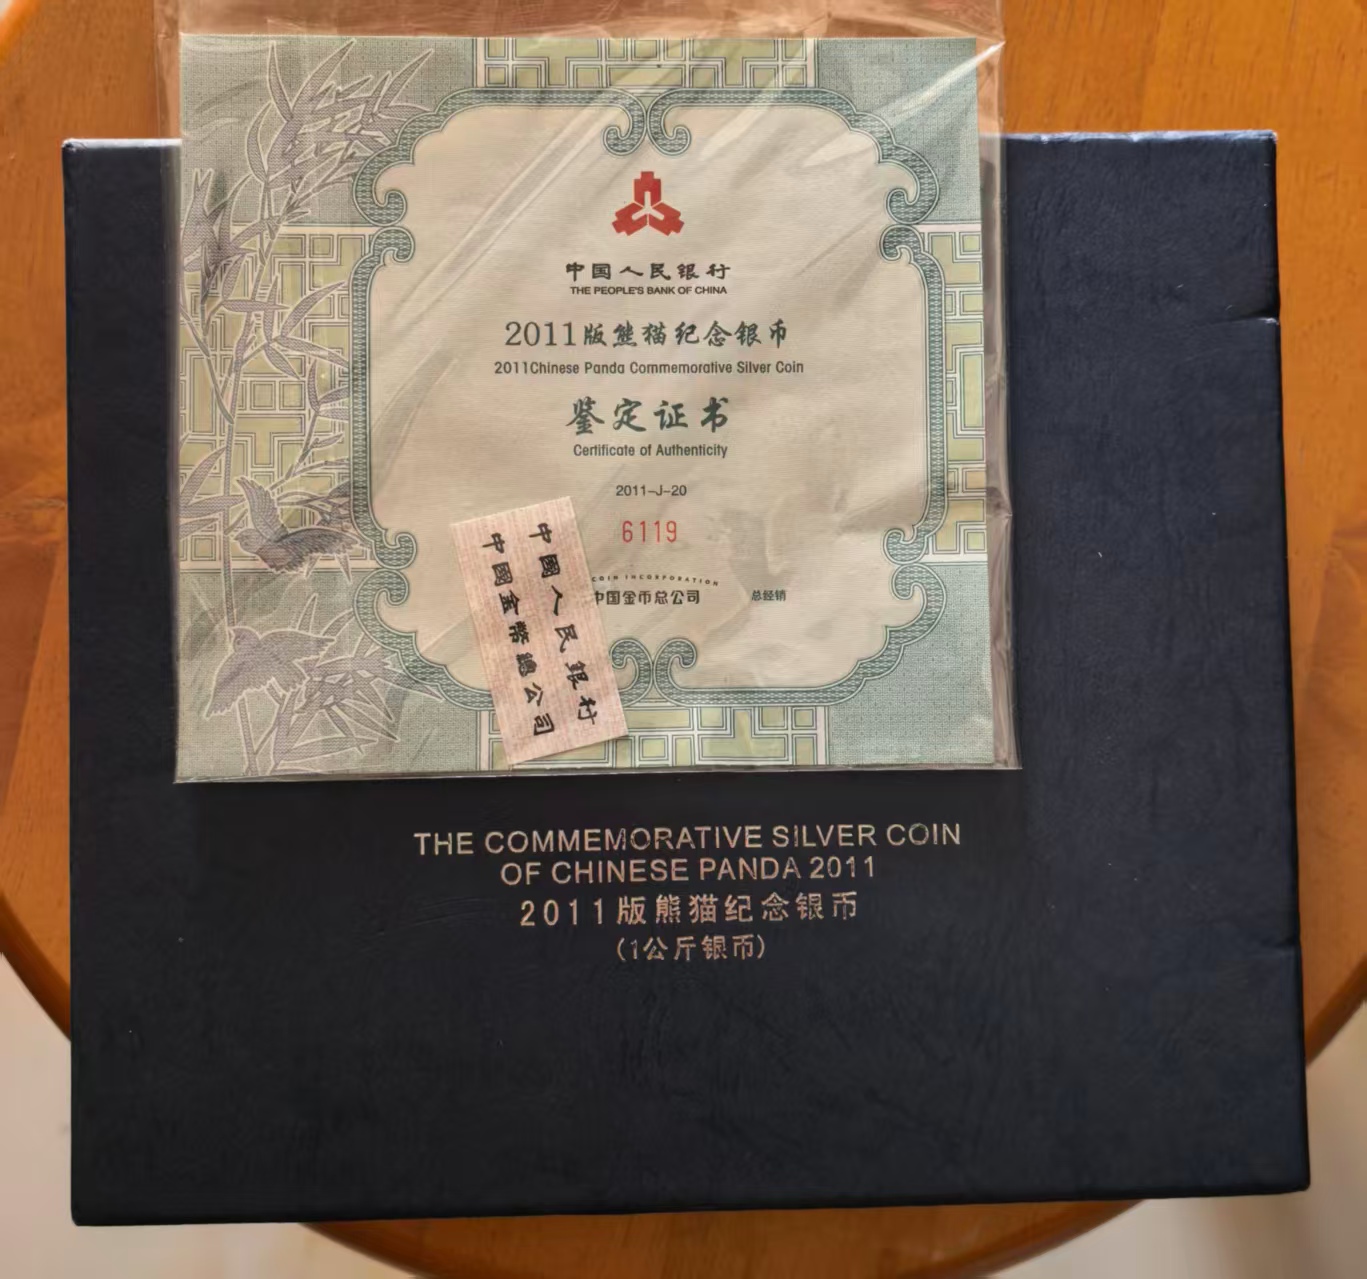 中国人民银行
THE PEOPLE'S BANK OF CHINA
2011版熊猫纪念银币
2011Chinese Panda Commemorative Silver Coin
鉴定证书
Certificate of Authenticity
2011-J-20
6119
COIN INCORPORATION
中国金币总公司 总经销
中國人民銀行
中國金幣總公司
THE COMMEMORATIVE SILVER COIN
OF CHINESE PANDA 2011
2011版熊猫纪念银币
(1公斤银币)